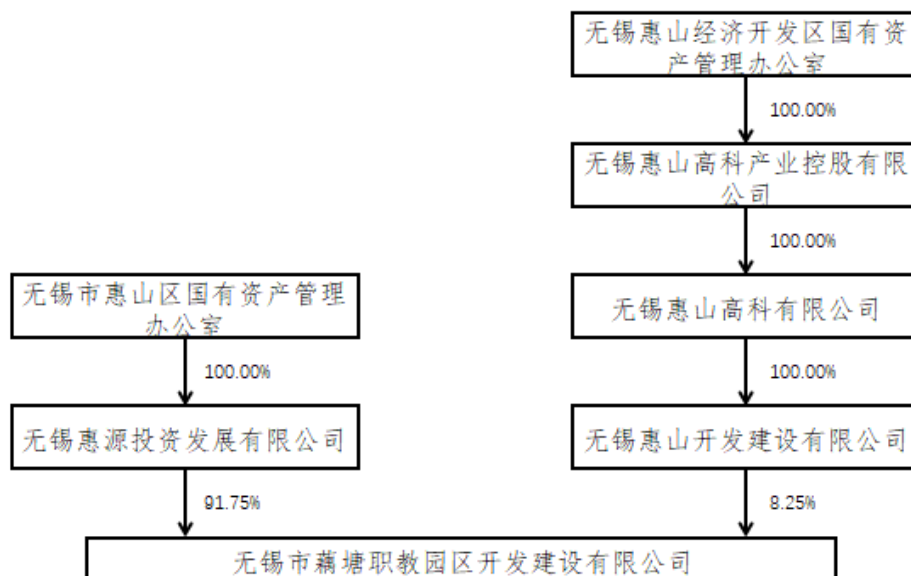 无锡惠山经济开发区国有资
产管理办公室
100.00%
无锡惠山高科产业控股有限
公司
100.00%
无锡市惠山区国有资产管理
办公室
无锡惠山高科有限公司
100.00%
100.00%
无锡惠源投资发展有限公司
无锡惠山开发建设有限公司
91.75%
8.25%
无锡市藕塘职教园区开发建设有限公司